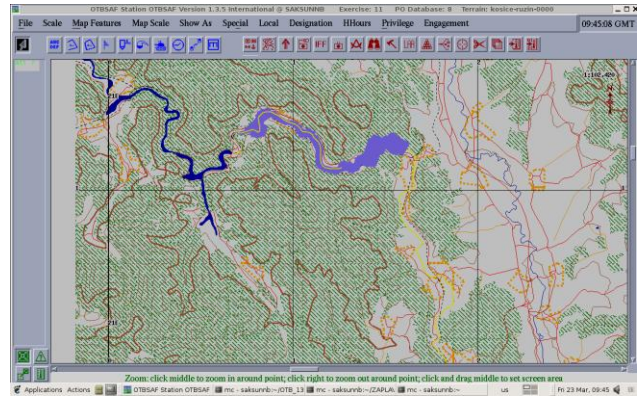 OTBSAF Station OTBSAF Version 1.3.5 International @ SAKSUNNB Exercise: 11 PO Database: 8 Terrain: kosice-ruzin-0000
File Scale Map Features Map Scale Show As Special Local Designation HHours Privilege Engagement 09:45:08 GMT
Zoom: click middle to zoom in around point; click right to zoom out around point; click and drag middle to set screen area
Applications Actions OTBSAF Station OTBSAF mc - saksunnb:~/OTB_13 mc - saksunnb:~/ZAPLA mc - saksunnb:~ us Fri 23 Mar, 09:45